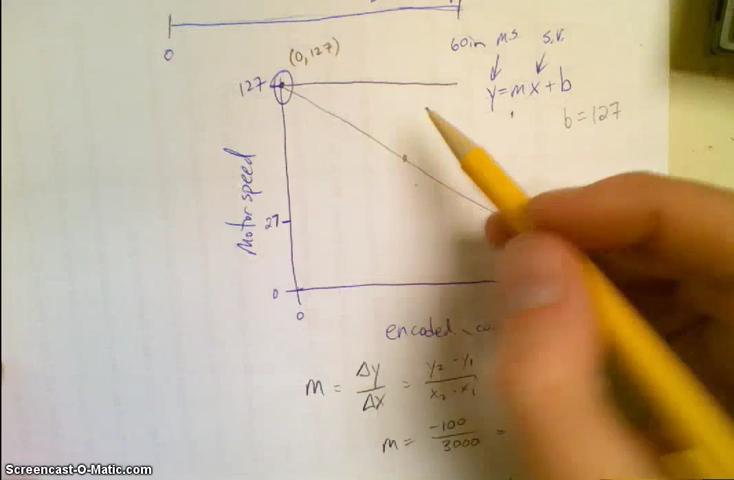 0
(0,127)
60in m.s. s.v.
127
y=mx+b
b=127
Motor speed
27
0
0
encoded
m = Δy/Δx = y₂-y₁/x₂-x₁
m = -100/3000 =
Screencast-O-Matic.com